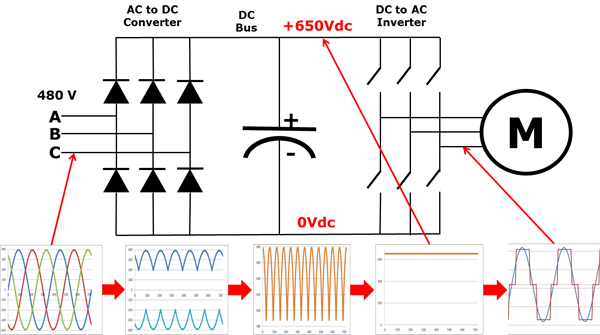 AC to DC
Converter
DC
Bus
+650Vdc
DC to AC
Inverter
480 V
A
B
C
+
-
M
0Vdc